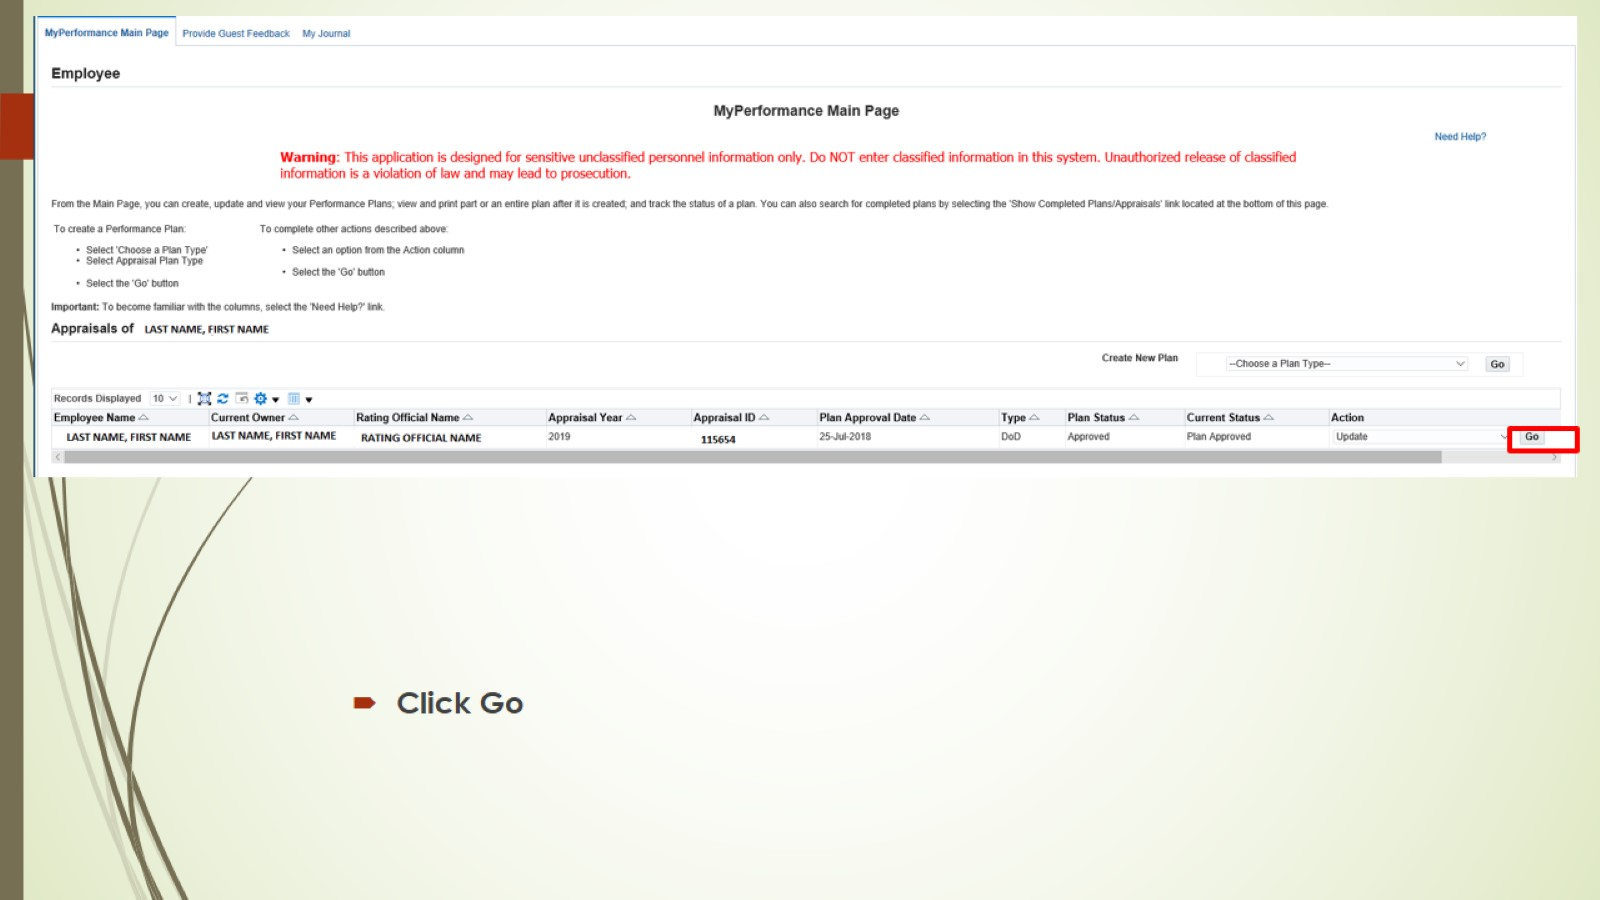 MyPerformance Main Page Provide Guest Feedback My Journal
Employee
MyPerformance Main Page
Need Help?
Warning: This application is designed for sensitive unclassified personnel information only. Do NOT enter classified information in this system. Unauthorized release of classified
information is a violation of law and may lead to prosecution.
From the Main Page, you can create, update and view your Performance Plans; view and print part or an entire plan after it is created; and track the status of a plan. You can also search for completed plans by selecting the 'Show Completed Plans/Appraisals' link located at the bottom of this page.
To create a Performance Plan:
• Select 'Choose a Plan Type'
• Select Appraisal Plan Type
• Select the 'Go' button
To complete other actions described above:
• Select an option from the Action column
• Select the 'Go' button
Important: To become familiar with the columns, select the 'Need Help?' link.
Appraisals of LAST NAME, FIRST NAME
Create New Plan --Choose a Plan Type-- Go
Records Displayed 10
Employee Name Current Owner Rating Official Name Appraisal Year Appraisal ID Plan Approval Date Type Plan Status Current Status Action
LAST NAME, FIRST NAME LAST NAME, FIRST NAME RATING OFFICIAL NAME 2019 115654 25-Jul-2018 DoD Approved Plan Approved Update Go
Click Go